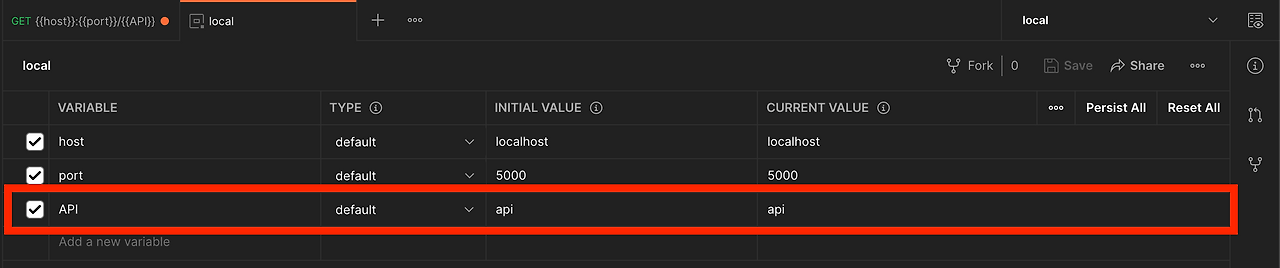 GET {{host}}:{{port}}/{{API}} local local
local Fork 0 Save Share
VARIABLE TYPE INITIAL VALUE CURRENT VALUE Persist All Reset All
host default localhost localhost
port default 5000 5000
API default api api
Add a new variable